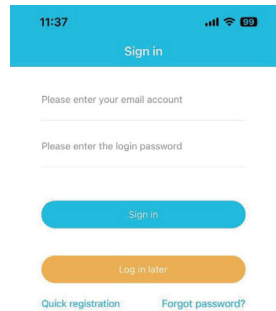 11:37 99
Sign in
Please enter your email account
Please enter the login password
Sign in
Log in later
Quick registration Forgot password?